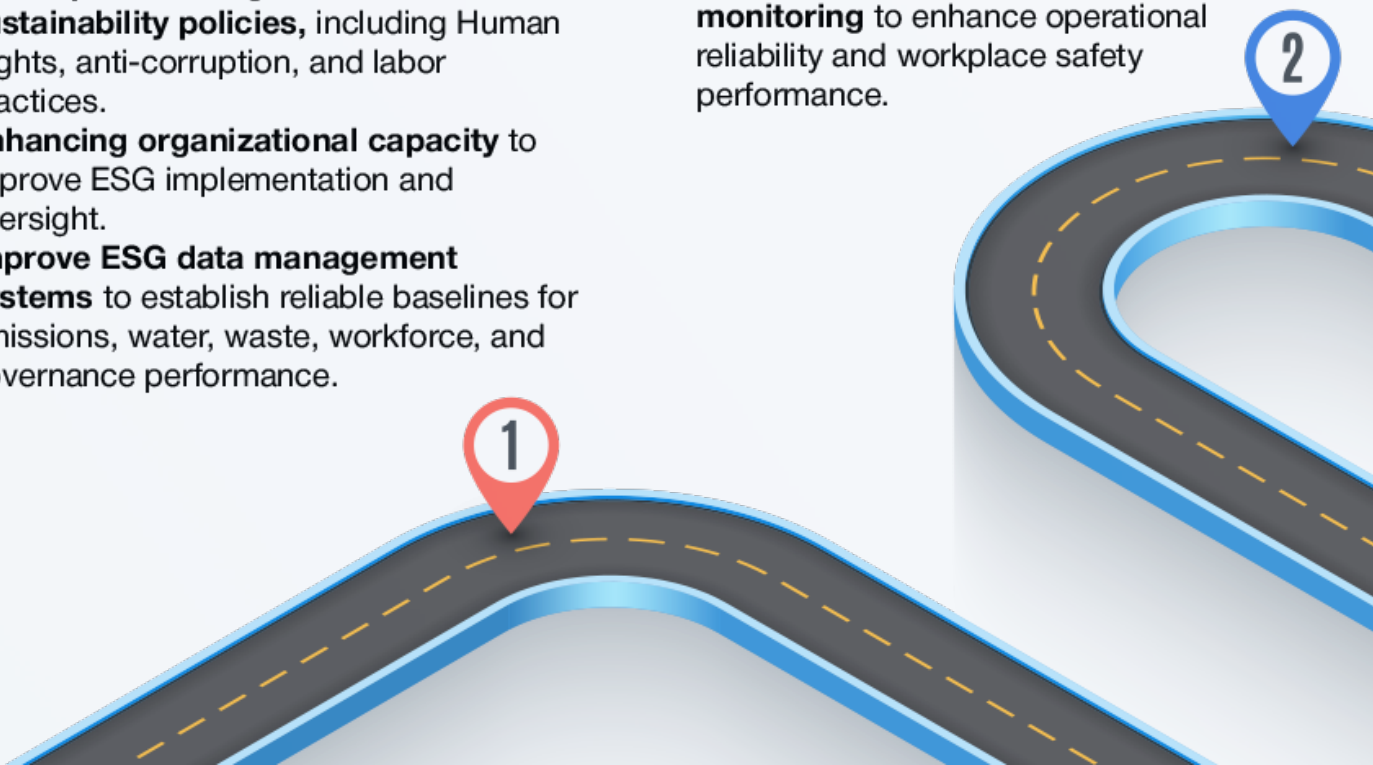 stainability policies, including Human
ghts, anti-corruption, and labor
actices.
hancing organizational capacity to
prove ESG implementation and
ersight.
prove ESG data management
stems to establish reliable baselines for
missions, water, waste, workforce, and
vernance performance.
monitoring to enhance operational
reliability and workplace safety
performance.
1
2